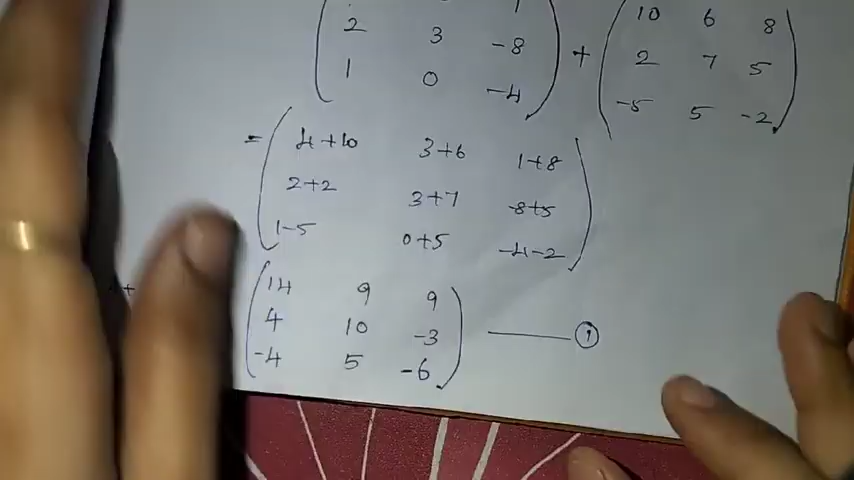 1
2 3 -8 + 10 6 8
1 0 -4 2 7 5
-5 5 -2
= 4+10 3+6 1+8
2+2 3+7 -8+5
1-5 0+5 -4-2
14 9 9
4 10 -3 ——— ①
-4 5 -6